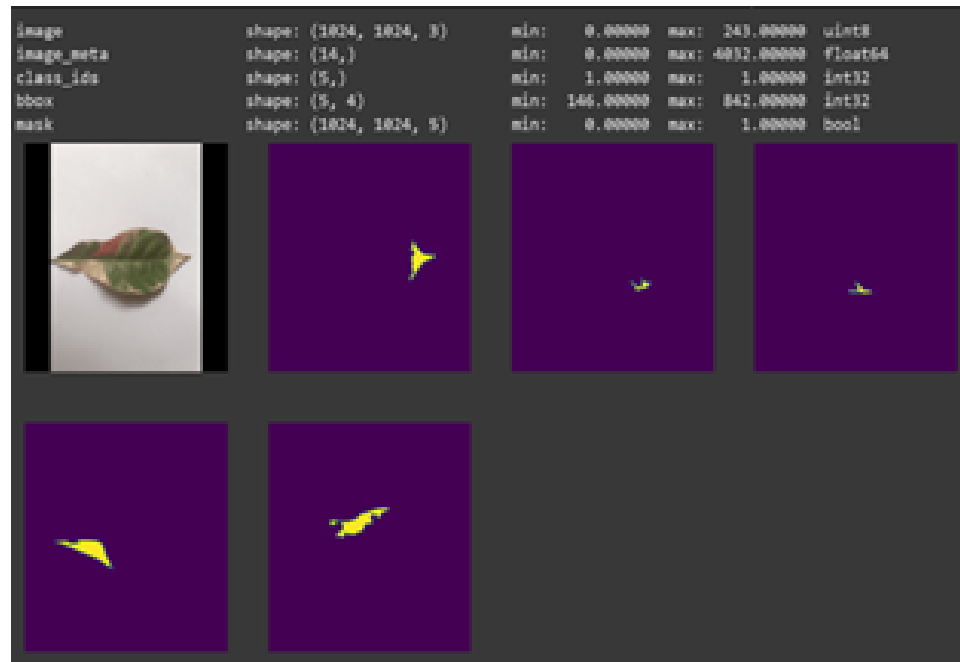 image shape: (1024, 1024, 3) min: 0.00000 max: 243.00000 uint8
image_meta shape: (14,) min: 0.00000 max: 4032.00000 float64
class_ids shape: (5,) min: 1.00000 max: 1.00000 int32
bbox shape: (5, 4) min: 146.00000 max: 842.00000 int32
mask shape: (1024, 1024, 5) min: 0.00000 max: 1.00000 bool